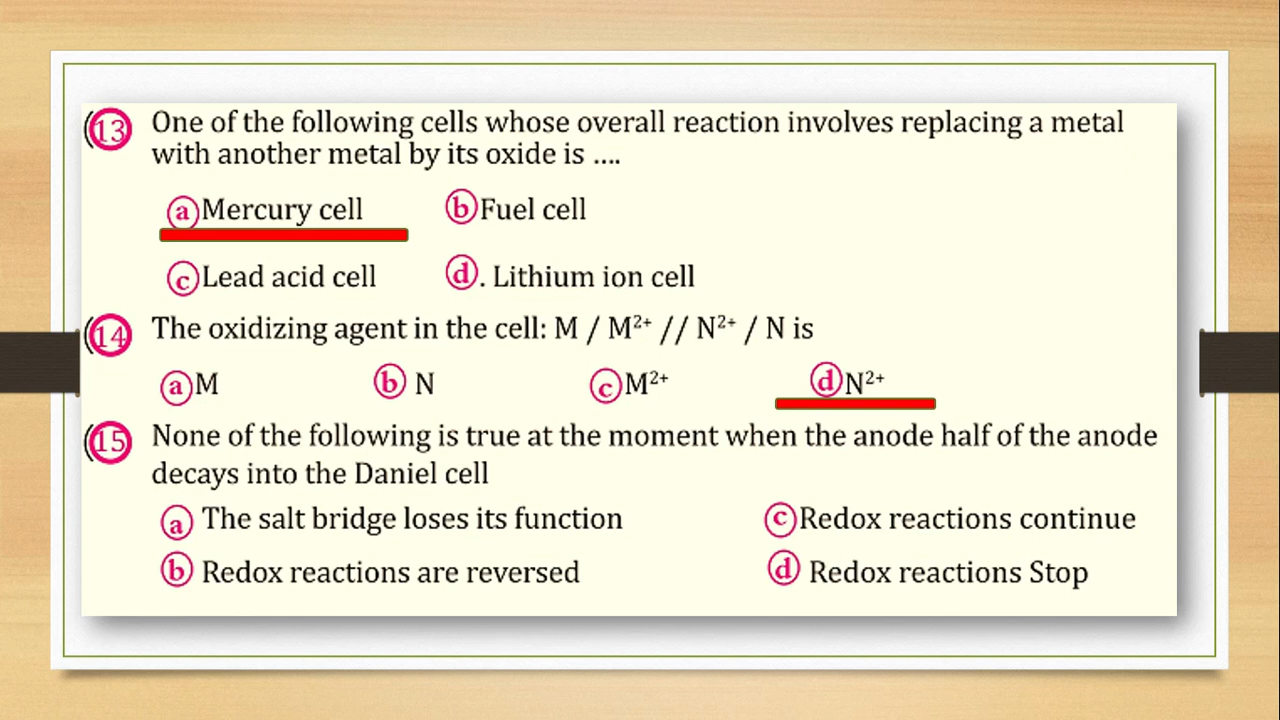 (13 One of the following cells whose overall reaction involves replacing a metal
with another metal by its oxide is ....
a Mercury cell b Fuel cell
c Lead acid cell d . Lithium ion cell
(14 The oxidizing agent in the cell: M / M²⁺ // N²⁺ / N is
a M b N c M²⁺ d N²⁺
(15 None of the following is true at the moment when the anode half of the anode
decays into the Daniel cell
a The salt bridge loses its function c Redox reactions continue
b Redox reactions are reversed d Redox reactions Stop